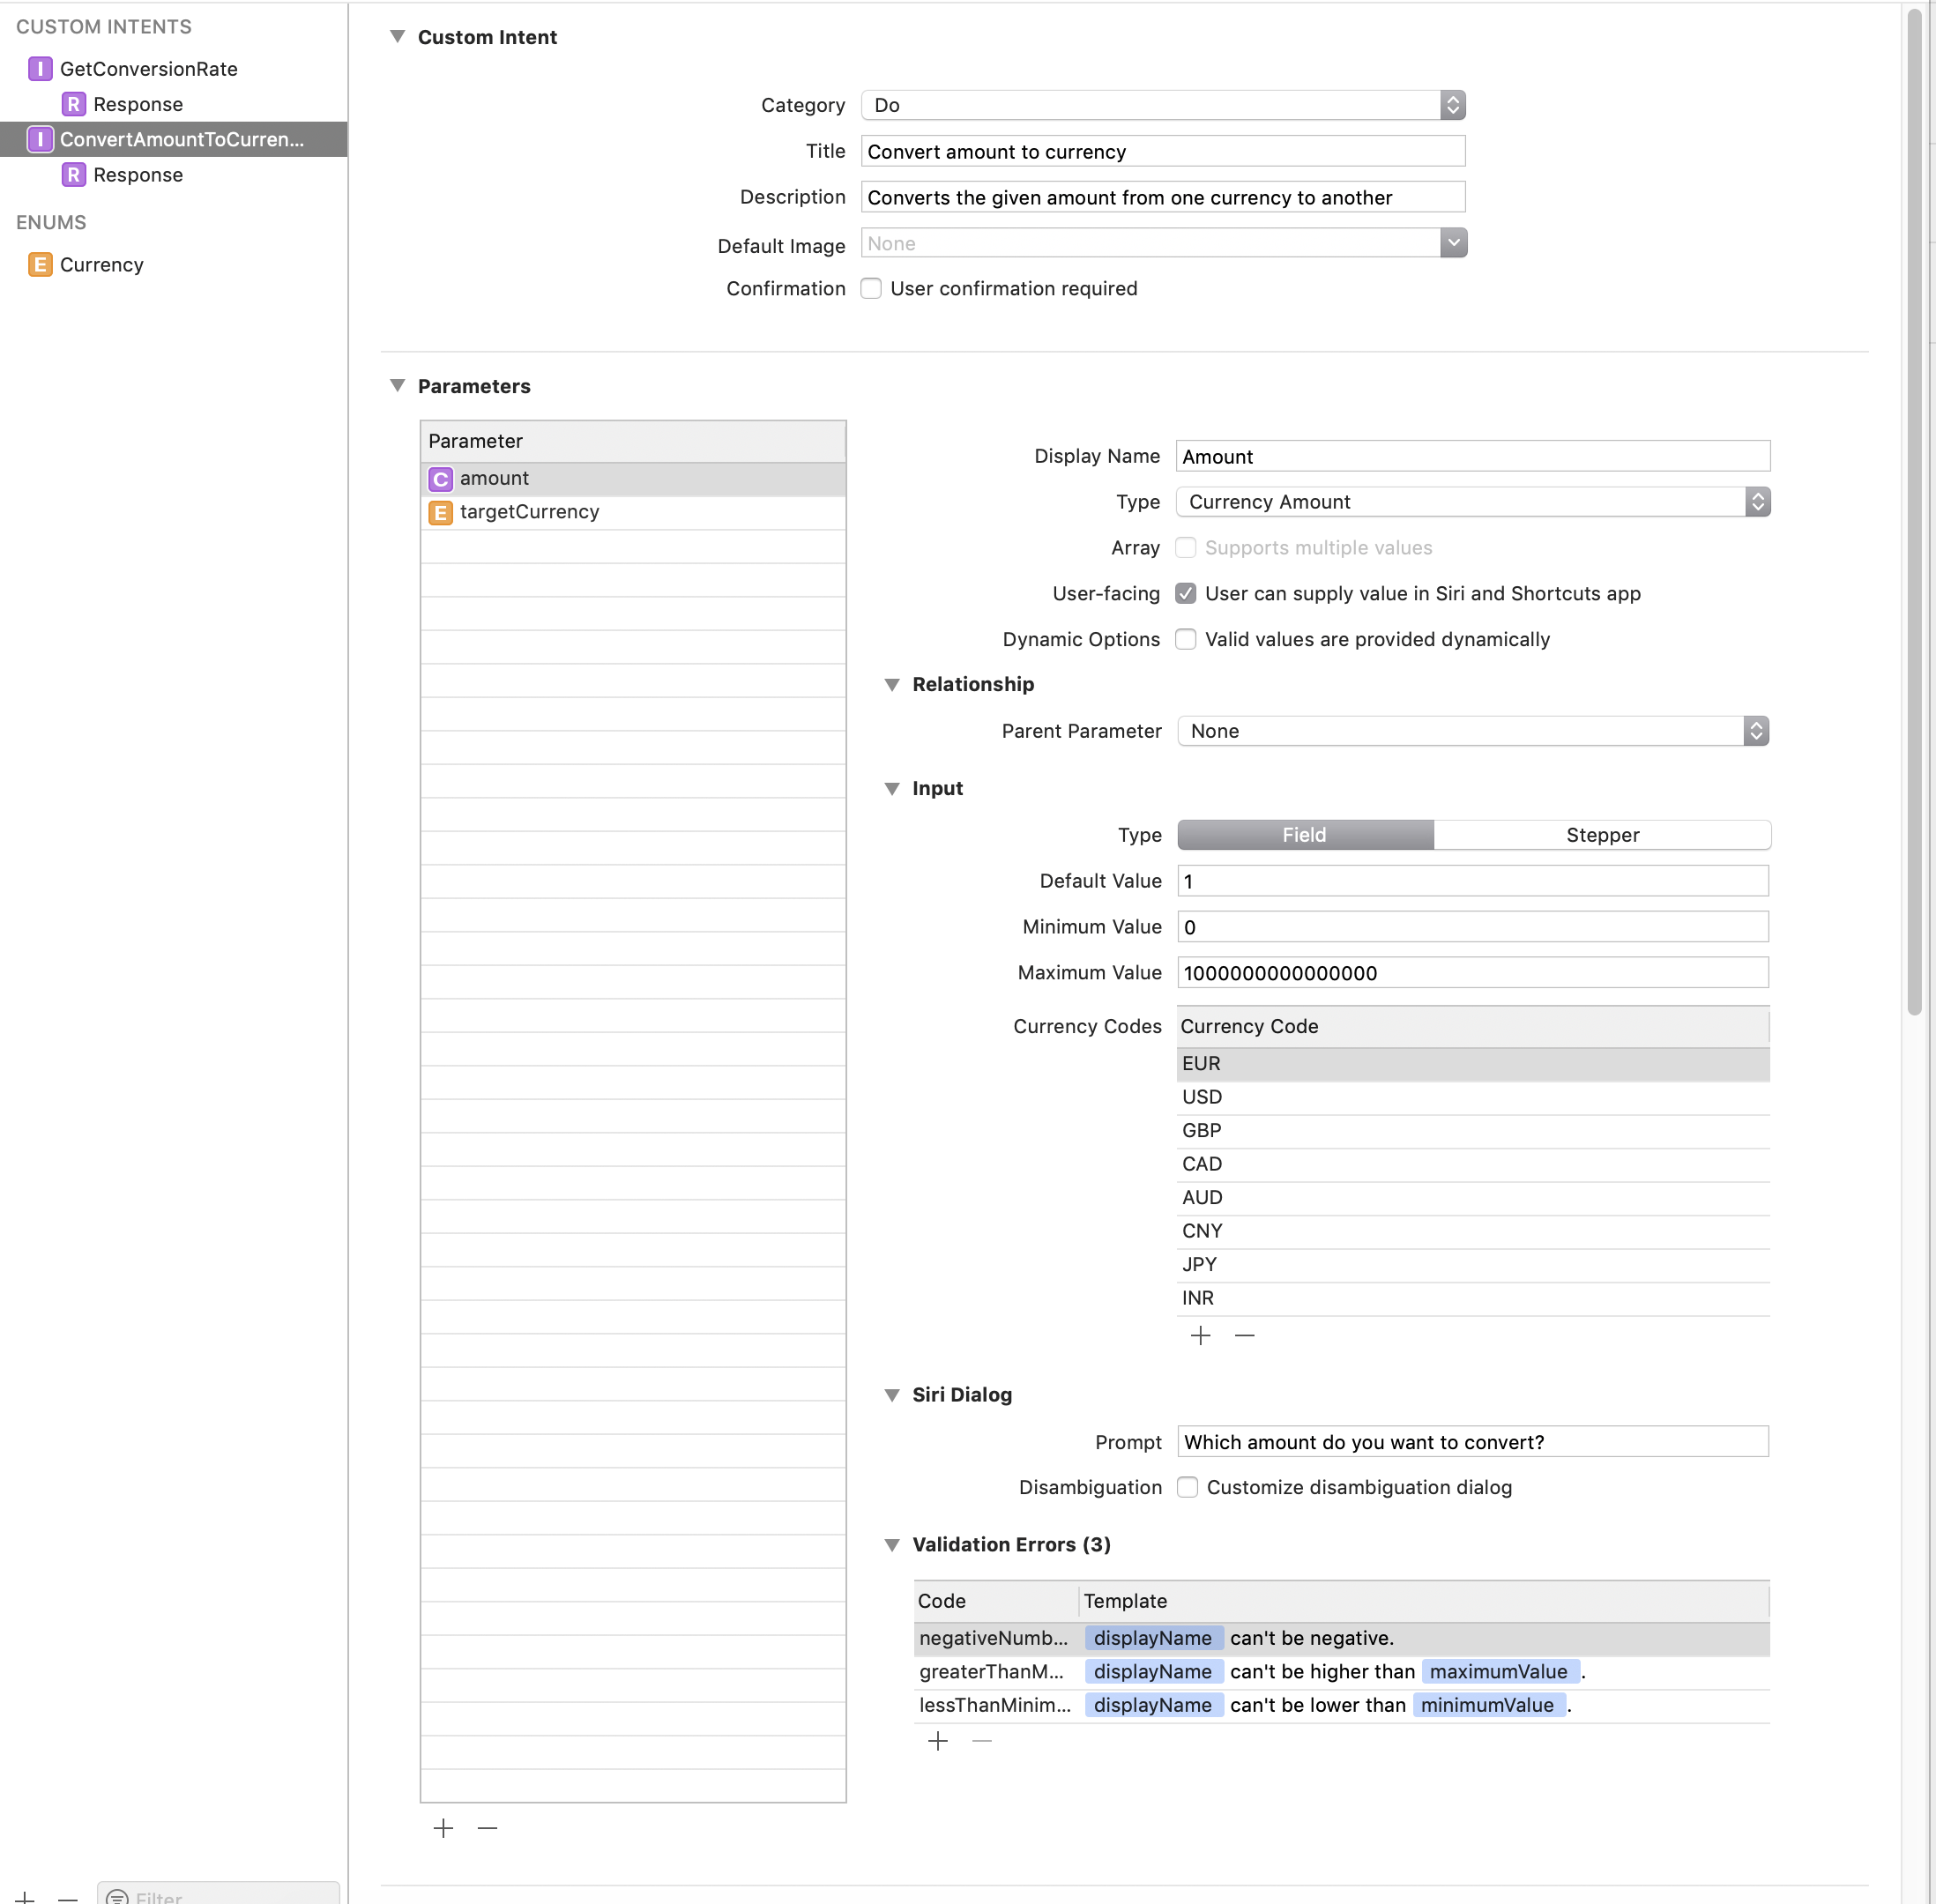 CUSTOM INTENTS
I GetConversionRate
R Response
I ConvertAmountToCurren...
R Response
ENUMS
E Currency
Custom Intent
Category Do
Title Convert amount to currency
Description Converts the given amount from one currency to another
Default Image None
Confirmation User confirmation required
Parameters
Parameter
C amount
E targetCurrency
Display Name Amount
Type Currency Amount
Array Supports multiple values
User-facing User can supply value in Siri and Shortcuts app
Dynamic Options Valid values are provided dynamically
Relationship
Parent Parameter None
Input
Type Field Stepper
Default Value 1
Minimum Value 0
Maximum Value 1000000000000000
Currency Codes Currency Code
EUR
USD
GBP
CAD
AUD
CNY
JPY
INR
Siri Dialog
Prompt Which amount do you want to convert?
Disambiguation Customize disambiguation dialog
Validation Errors (3)
Code Template
negativeNumb... displayName can't be negative.
greaterThanM... displayName can't be higher than maximumValue .
lessThanMinim... displayName can't be lower than minimumValue .
Filter